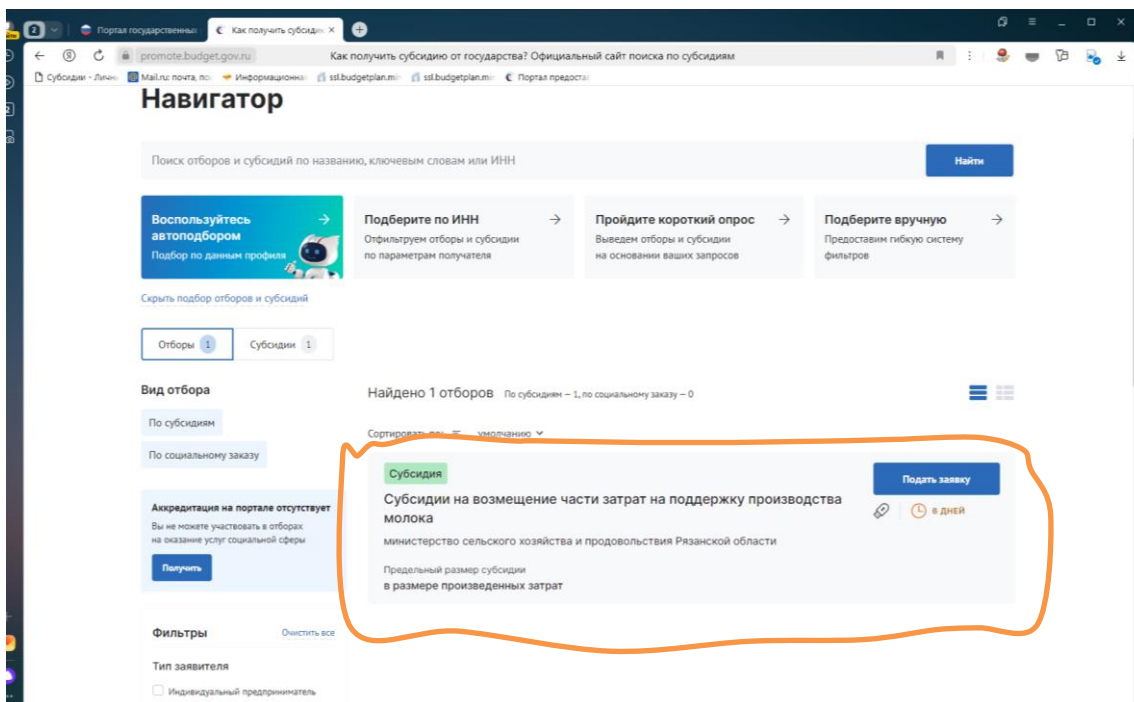 2
Портал государственных
Как получить субсидию
promote.budget.gov.ru
Как получить субсидию от государства? Официальный сайт поиска по субсидиям
Субсидии - Личн
Mail.ru: почта, по
Информационна
ssl.budgetplan.mi
ssl.budgetplan.mi
Портал предоста
Навигатор
Поиск отборов и субсидий по названию, ключевым словам или ИНН
Найти
Воспользуйтесь
автоподбором
Подбор по данным профиля
Подберите по ИНН
Отфильтруем отборы и субсидии
по параметрам получателя
Пройдите короткий опрос
Выведем отборы и субсидии
на основании ваших запросов
Подберите вручную
Предоставим гибкую систему
фильтров
Скрыть подбор отборов и субсидий
Отборы 1
Субсидии 1
Вид отбора
По субсидиям
По социальному заказу
Найдено 1 отборов По субсидиям – 1, по социальному заказу – 0
Сортировать по: умолчанию
Субсидия
Подать заявку
Субсидии на возмещение части затрат на поддержку производства
молока
6 ДНЕЙ
министерство сельского хозяйства и продовольствия Рязанской области
Предельный размер субсидии
в размере произведенных затрат
Аккредитация на портале отсутствует
Вы не можете участвовать в отборах
на оказание услуг социальной сферы
Получить
Фильтры
Очистить все
Тип заявителя
Индивидуальный предприниматель